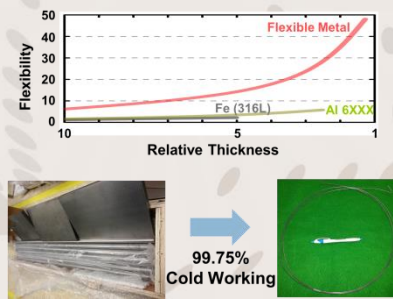 50
40
30
20
10
0
Flexibility
Flexible Metal
Fe (316L)
Al 6XXX
10
5
1
Relative Thickness
99.75%
Cold Working